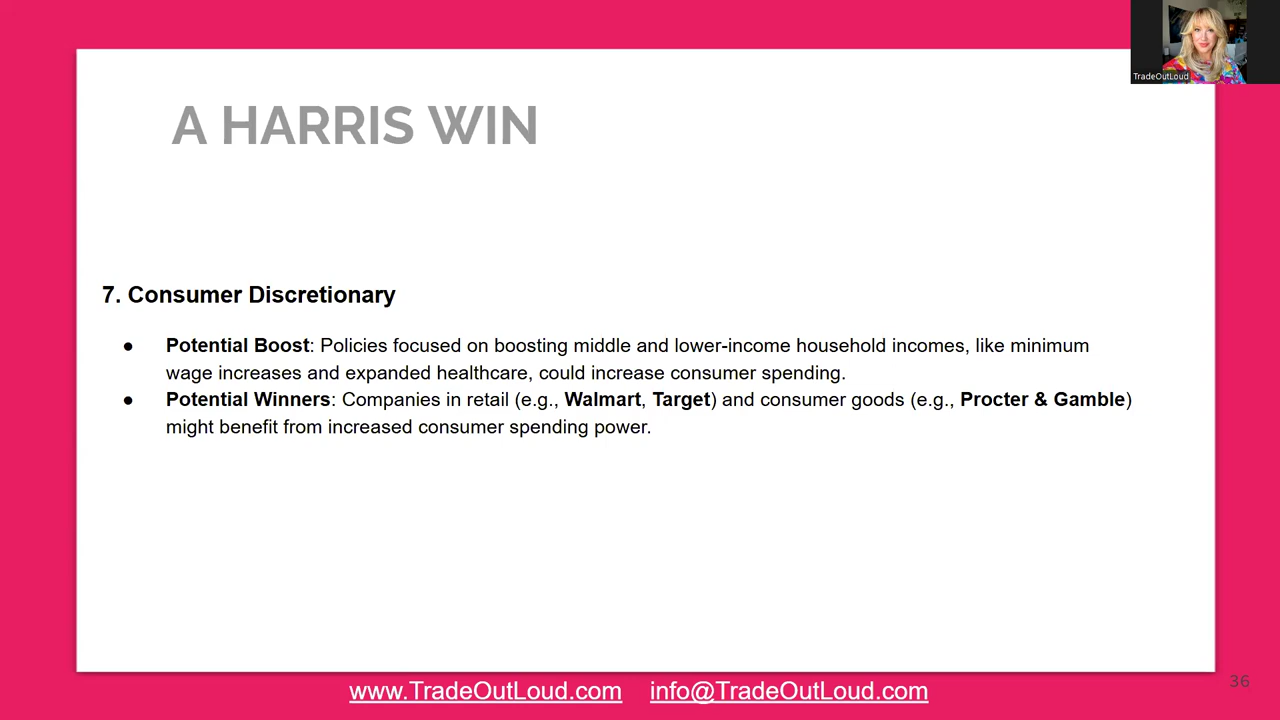 TradeOutLoud
A HARRIS WIN
7. Consumer Discretionary
● Potential Boost: Policies focused on boosting middle and lower-income household incomes, like minimum
wage increases and expanded healthcare, could increase consumer spending.
● Potential Winners: Companies in retail (e.g., Walmart, Target) and consumer goods (e.g., Procter & Gamble)
might benefit from increased consumer spending power.
www.TradeOutLoud.com info@TradeOutLoud.com
36